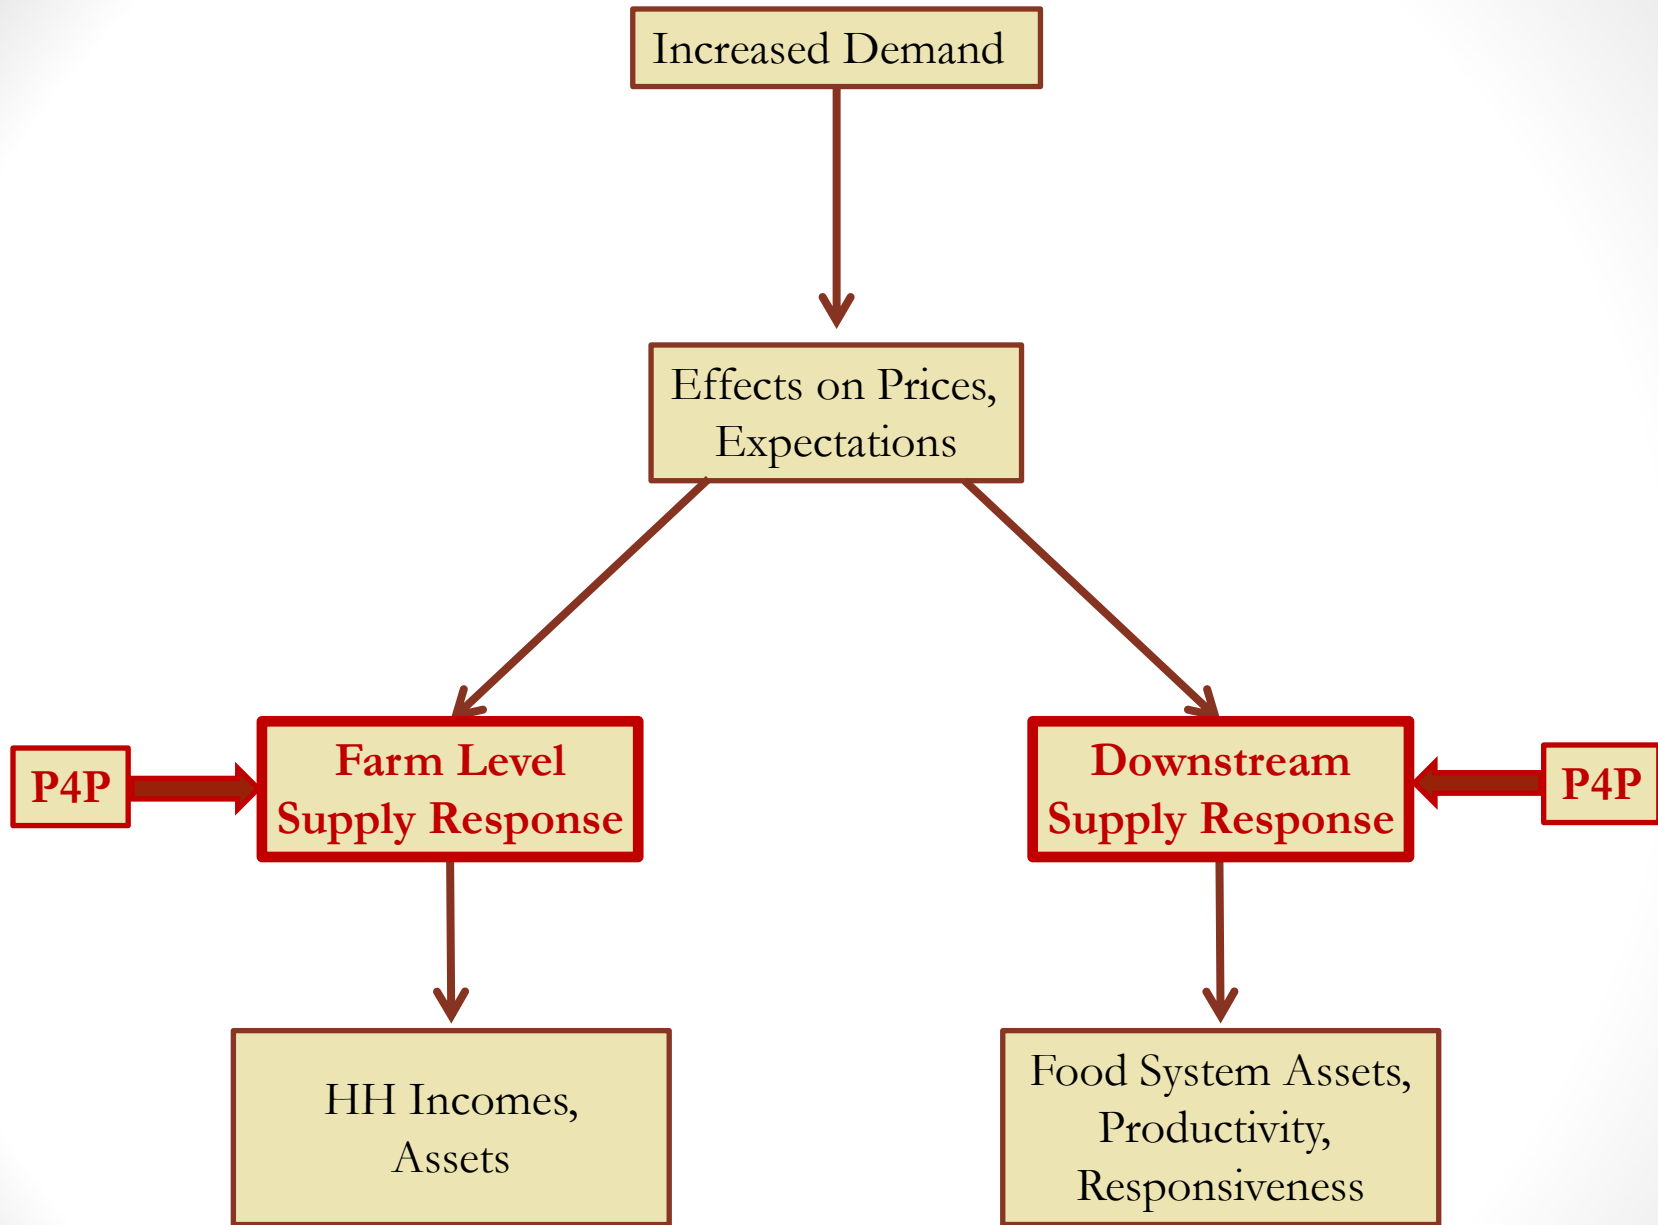 Increased Demand
Effects on Prices,
Expectations
P4P
Farm Level
Supply Response
Downstream
Supply Response
P4P
HH Incomes,
Assets
Food System Assets,
Productivity,
Responsiveness